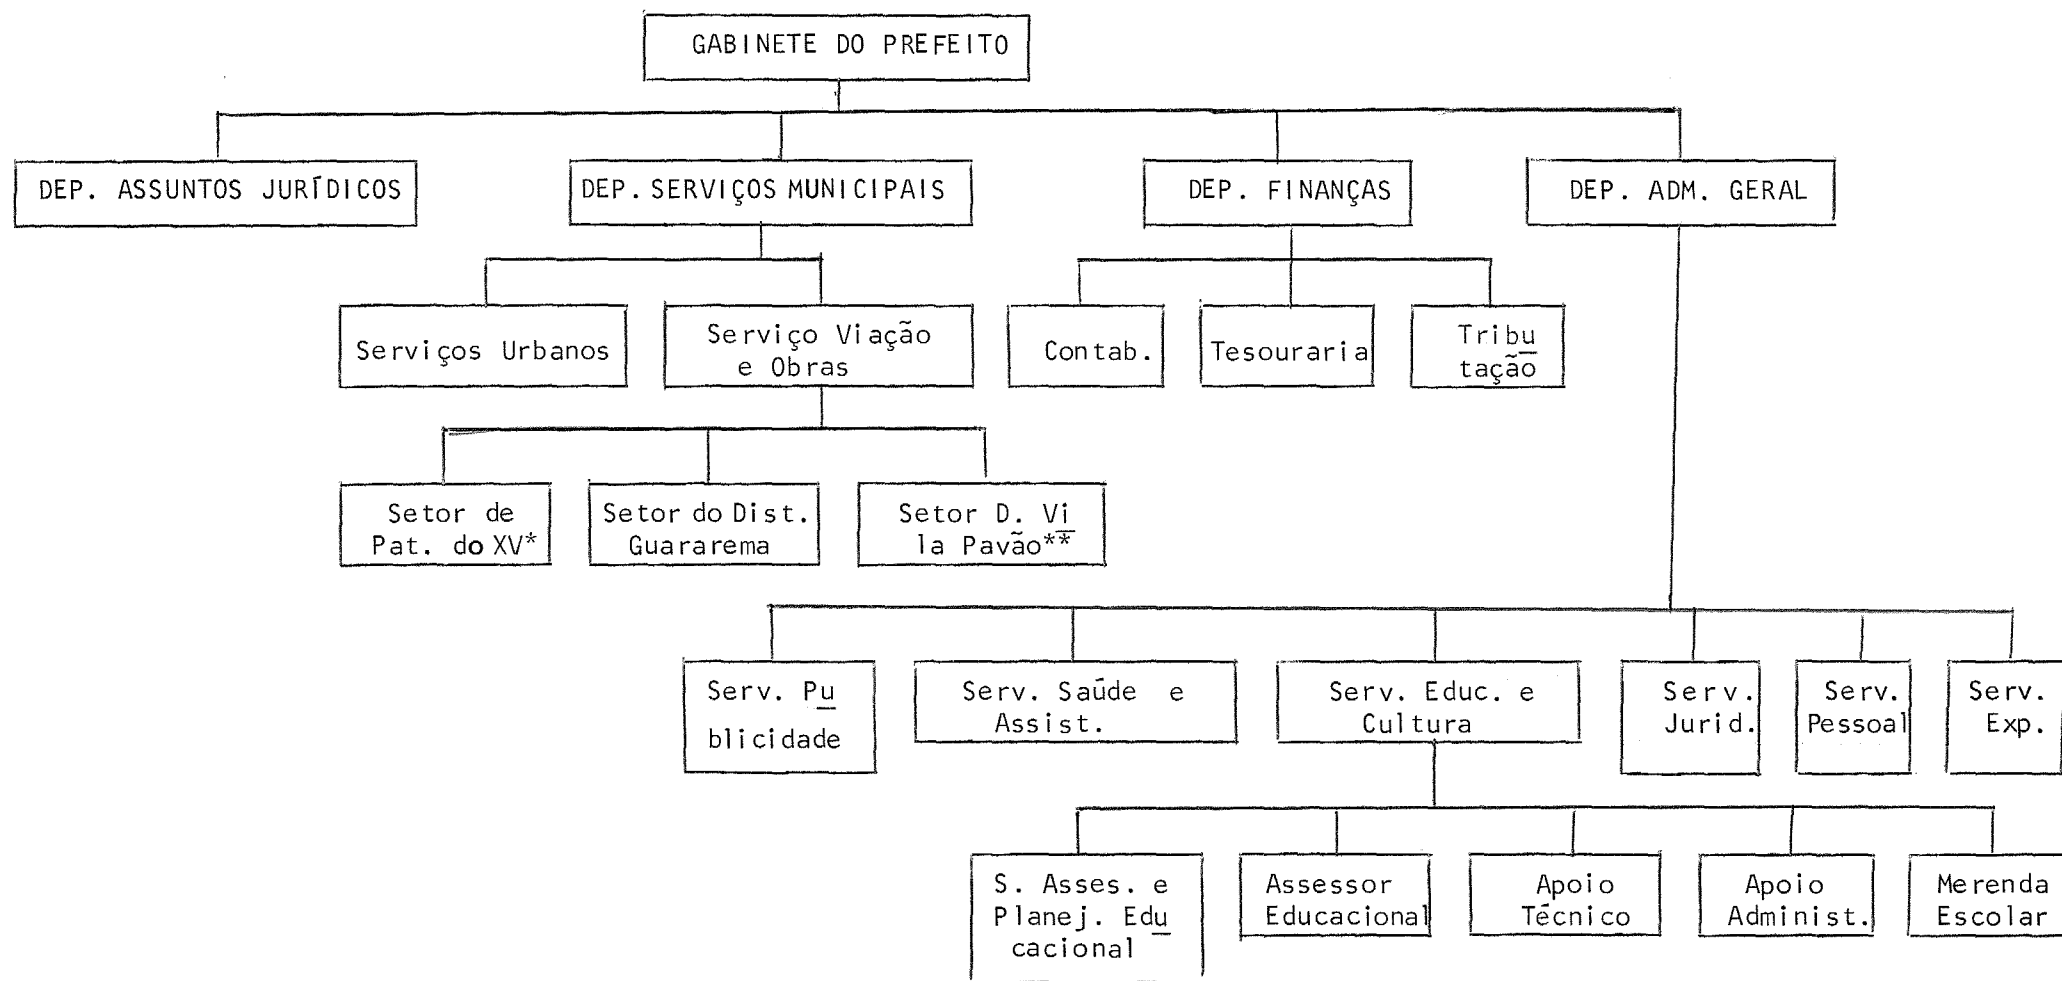 GABINETE DO PREFEITO
DEP. ASSUNTOS JURÍDICOS
DEP. SERVIÇOS MUNICIPAIS
DEP. FINANÇAS
DEP. ADM. GERAL
Serviços Urbanos
Serviço Viação
e Obras
Contab.
Tesouraria
Tribu
tação
Setor de
Pat. do XV*
Setor do Dist.
Guararema
Setor D. Vi
la Pavão**
Serv. Pu
blicidade
Serv. Saúde e
Assist.
Serv. Educ. e
Cultura
Serv.
Jurid.
Serv.
Pessoal
Serv.
Exp.
S. Asses. e
Planej. Edu
cacional
Assessor
Educacional
Apoio
Técnico
Apoio
Administ.
Merenda
Escolar